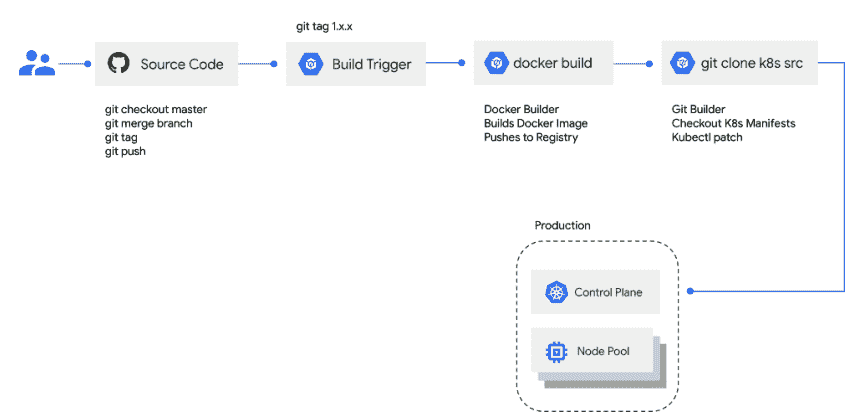 git tag 1.x.x
Source Code
Build Trigger
docker build
git clone k8s src
git checkout master
git merge branch
git tag
git push
Docker Builder
Builds Docker Image
Pushes to Registry
Git Builder
Checkout K8s Manifests
Kubectl patch
Production
Control Plane
Node Pool